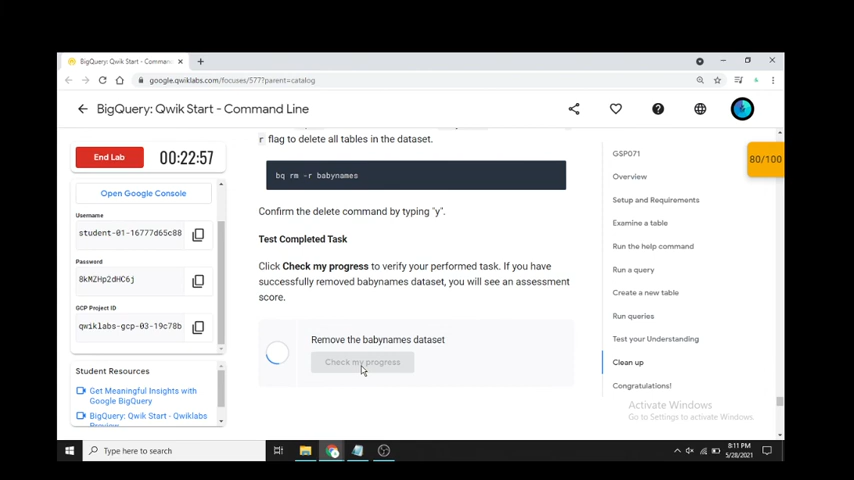 BigQuery: Qwik Start - Comman
google.qwiklabs.com/focuses/577?parent=catalog
BigQuery: Qwik Start - Command Line
r flag to delete all tables in the dataset.
End Lab
00:22:57
80/100
GSP071
bq rm -r babynames
Overview
Open Google Console
Setup and Requirements
Username
Confirm the delete command by typing "y".
Examine a table
student-01-16777d65c88
Test Completed Task
Run the help command
Password
Click Check my progress to verify your performed task. If you have
Run a query
8kMZHp2dHC6j
successfully removed babynames dataset, you will see an assessment
Create a new table
score.
GCP Project ID
Run queries
qwiklabs-gcp-03-19c78b
Remove the babynames dataset
Test your Understanding
Check my progress
Clean up
Student Resources
Congratulations!
Get Meaningful Insights with
Google BigQuery
Activate Windows
BigQuery: Qwik Start - Qwiklabs
Go to Settings to activate Windows.
Preview
Type here to search
8:11 PM
5/28/2021